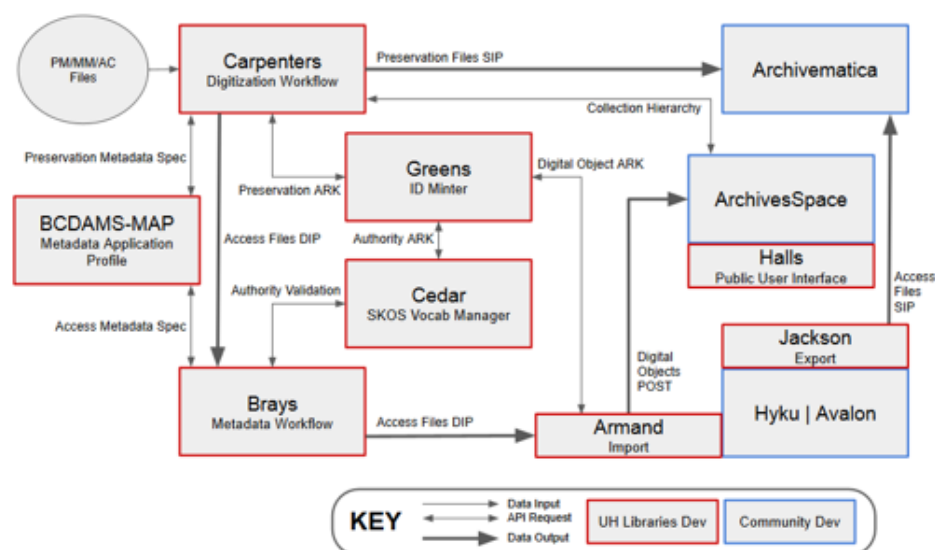 PM/MM/AC
Files
Carpenters
Digitization Workflow
Preservation Files SIP
Archivematica
Collection Hierarchy
Preservation Metadata Spec
Preservation ARK
Greens
ID Minter
Digital Object ARK
ArchivesSpace
BCDAMS-MAP
Metadata Application
Profile
Access Files DIP
Authority ARK
Halls
Public User Interface
Authority Validation
Cedar
SKOS Vocab Manager
Access
Files
SIP
Access Metadata Spec
Jackson
Export
Digital
Objects
POST
Brays
Metadata Workflow
Access Files DIP
Armand
Import
Hyku | Avalon
KEY
Data Input
API Request
Data Output
UH Libraries Dev
Community Dev